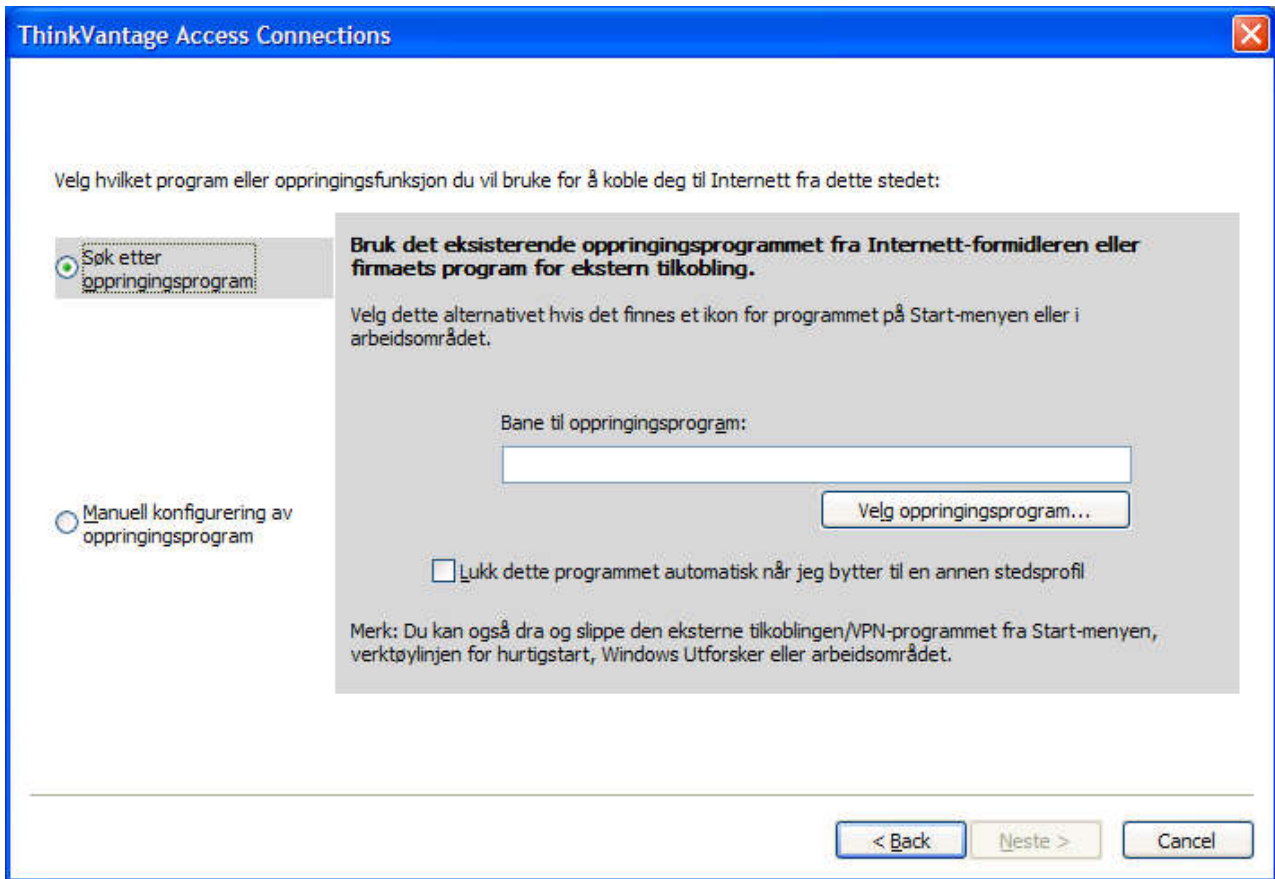 ThinkVantage Access Connections
Velg hvilket program eller oppringingsfunksjon du vil bruke for å koble deg til Internett fra dette stedet:
Søk etter
oppringingsprogram
Bruk det eksisterende oppringingsprogrammet fra Internett-formidleren eller
firmaets program for ekstern tilkobling.
Velg dette alternativet hvis det finnes et ikon for programmet på Start-menyen eller i
arbeidsområdet.
Bane til oppringingsprogram:
Velg oppringingsprogram...
Manuell konfigurering av
oppringingsprogram
Lukk dette programmet automatisk når jeg bytter til en annen stedsprofil
Merk: Du kan også dra og slippe den eksterne tilkoblingen/VPN-programmet fra Start-menyen,
verktøylinjen for hurtigstart, Windows Utforsker eller arbeidsområdet.
< Back
Neste >
Cancel